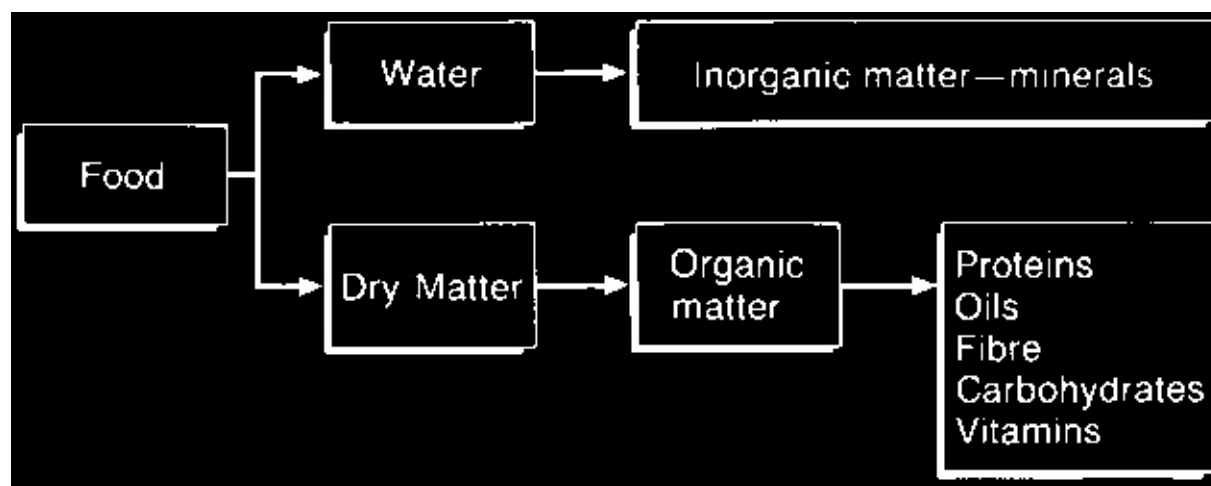 Water
Inorganic matter—minerals
Food
Dry Matter
Organic
matter
Proteins
Oils
Fibre
Carbohydrates
Vitamins